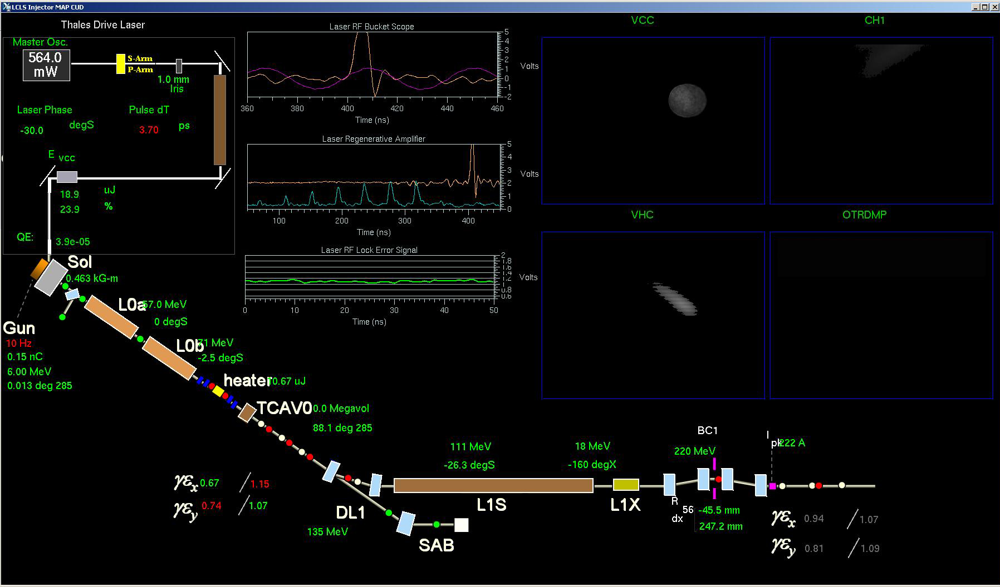 LCLS Injector MAP CUD
Thales Drive Laser
Master Osc.
564.0
mW
S-Arm
P-Arm
1.0 mm
Iris
Laser Phase
-30.0
degS
Pulse dT
3.70
ps
E vcc
18.9
uJ
23.9
%
QE:
3.9e-05
Laser RF Bucket Scope
5
4
3
2
1
0
-1
-2
Volts
360 380 400 420 440 460
Time (ns)
Laser Regenerative Amplifier
5
4
3
2
1
0
Volts
100 200 300 400
Time (ns)
Laser RF Lock Error Signal
2
1.8
1.6
1.4
1.2
1
0.8
0.6
Volts
0 10 20 30 40 50
Time (ns)
VCC
CH1
VHC
OTRDMP
Sol
0.463 kG-m
L0a
57.0 MeV
0 degS
Gun
10 Hz
0.15 nC
6.00 MeV
0.013 deg 285
L0b
71 MeV
-2.5 degS
heater
10.67 uJ
TCAV0
0.0 Megavol
88.1 deg 285
γεx 0.67 / 1.15
γεy 0.74 / 1.07
DL1
135 MeV
SAB
111 MeV
-26.3 degS
L1S
18 MeV
-160 degX
L1X
BC1
220 MeV
R 56 -45.5 mm
dx 247.2 mm
I pk 222 A
γεx 0.94 / 1.07
γεy 0.81 / 1.09